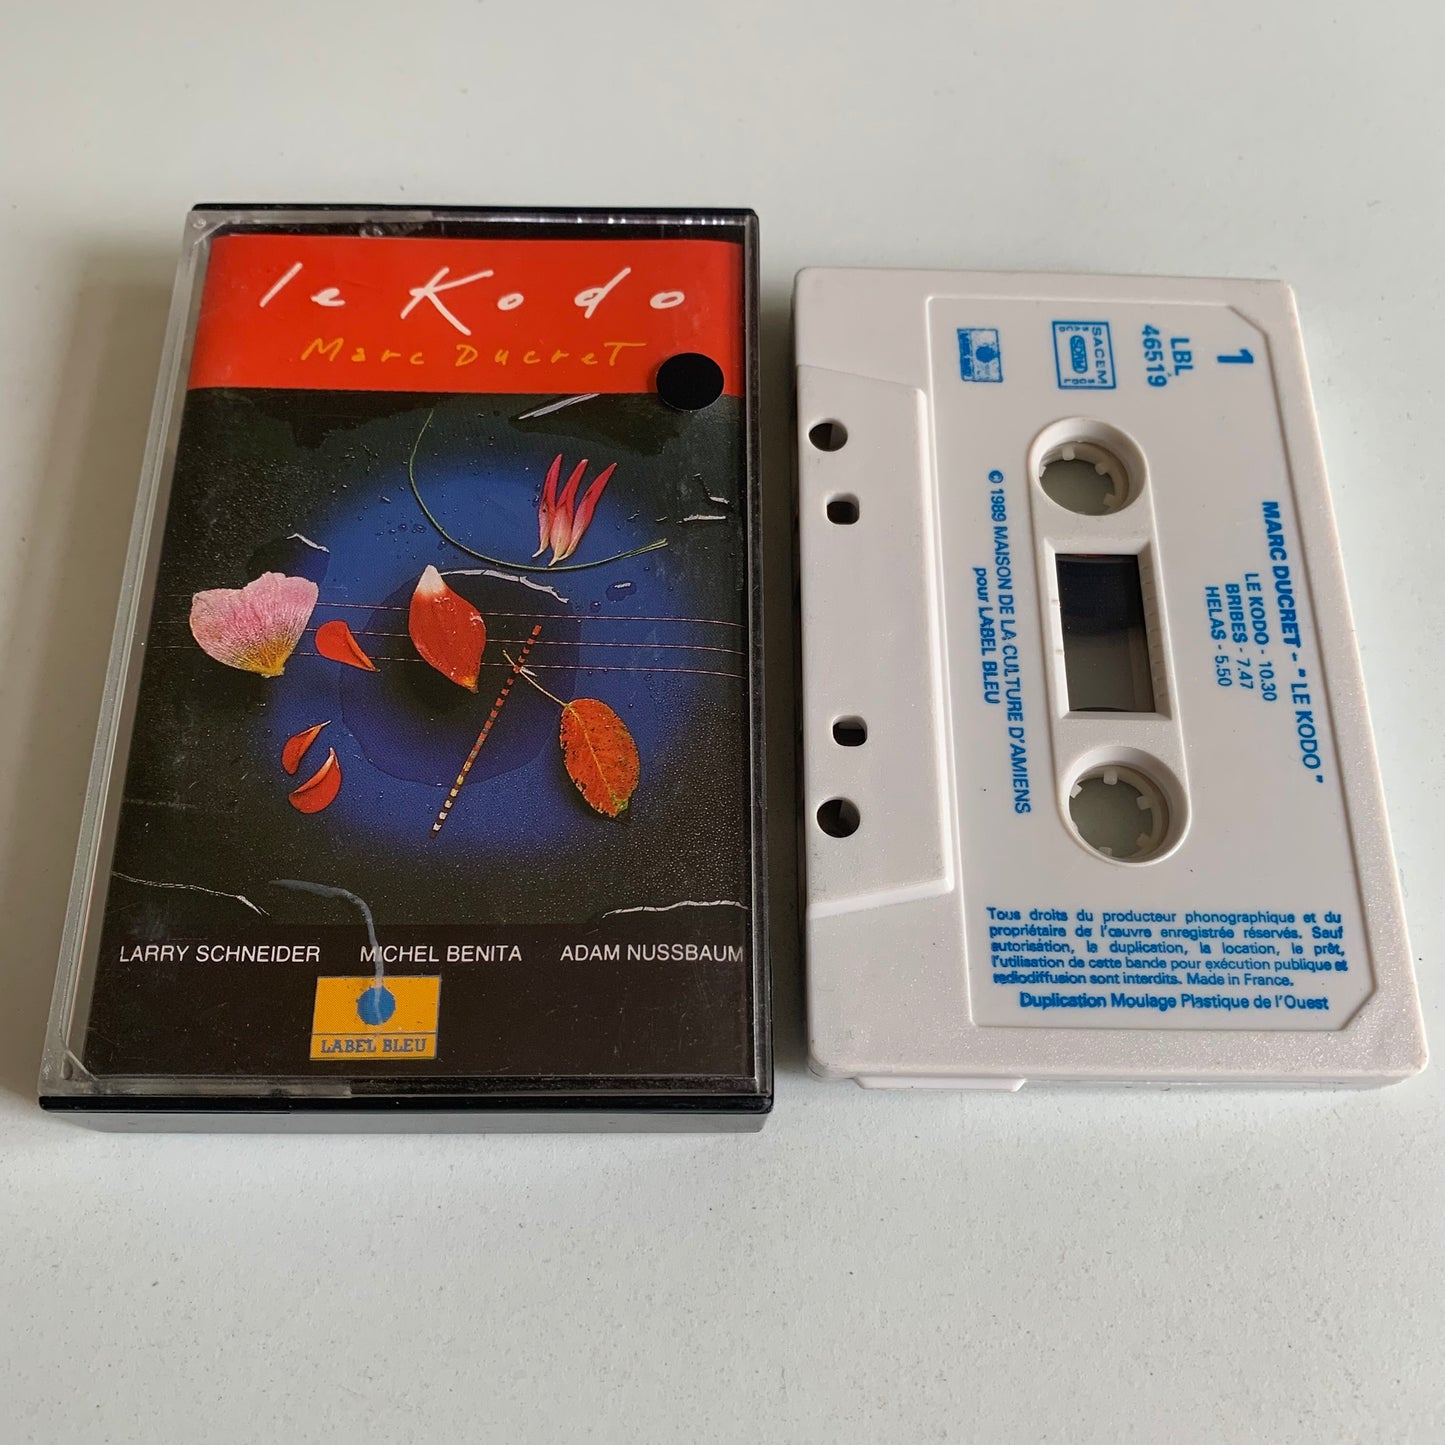 le Kodo
Marc Ducret
LARRY SCHNEIDER MICHEL BENITA ADAM NUSSBAUM
LABEL BLEU
1
LBL
46519
SACEM
MARC DUCRET - " LE KODO "
LE KODO - 10.30
BRIBES - 7.47
HELAS - 5.50
© 1989 MAISON DE LA CULTURE D'AMIENS
pour LABEL BLEU
Tous droits du producteur phonographique et du
propriétaire de l'œuvre enregistrée réservés. Sauf
autorisation, la duplication, la location, le prêt,
l'utilisation de cette bande pour exécution publique et
rediodiffusion sont interdits. Made in France.
Duplication Moulage Plastique de l'Ouest